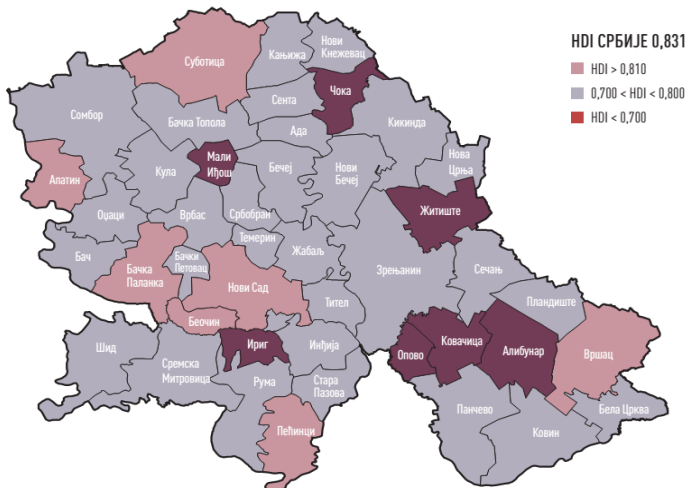 HDI СРБИЈЕ 0,831
HDI > 0,810
0,700 < HDI < 0,800
HDI < 0,700
Суботица
Кањижа
Нови
Кнежевац
Чока
Сента
Сомбор
Бачка Топола
Ада
Кикинда
Мали
Иђош
Нова
Црња
Апатин
Кула
Бечеј
Нови
Бечеј
Житиште
Оџаци
Врбас
Србобран
Темерин
Жабаљ
Зрењанин
Сечањ
Бач
Бачка
Паланка
Бачки
Петовац
Нови Сад
Тител
Пландиште
Беочин
Шид
Сремска
Митровица
Ириг
Инђија
Опово
Ковачица
Алибунар
Вршац
Рума
Стара
Пазова
Панчево
Бела Црква
Пећинци
Ковин